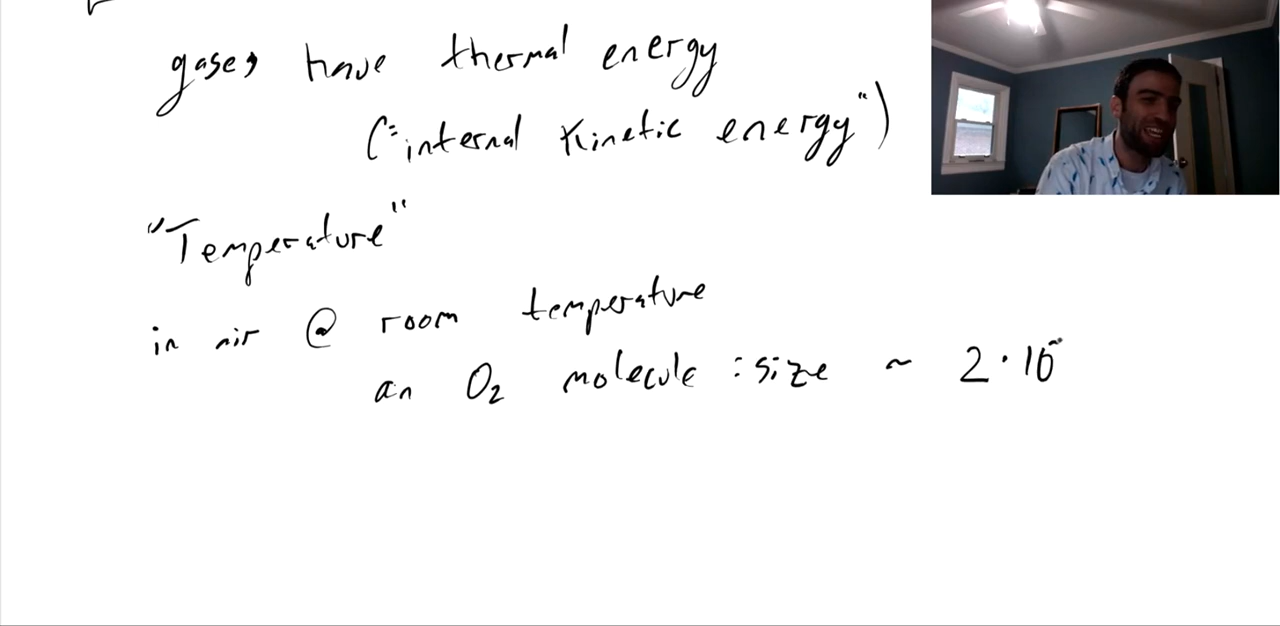 gases have thermal energy
(="internal kinetic energy")
"Temperature"
in air @ room temperature
an O₂ molecule : size ~ 2·10⁻